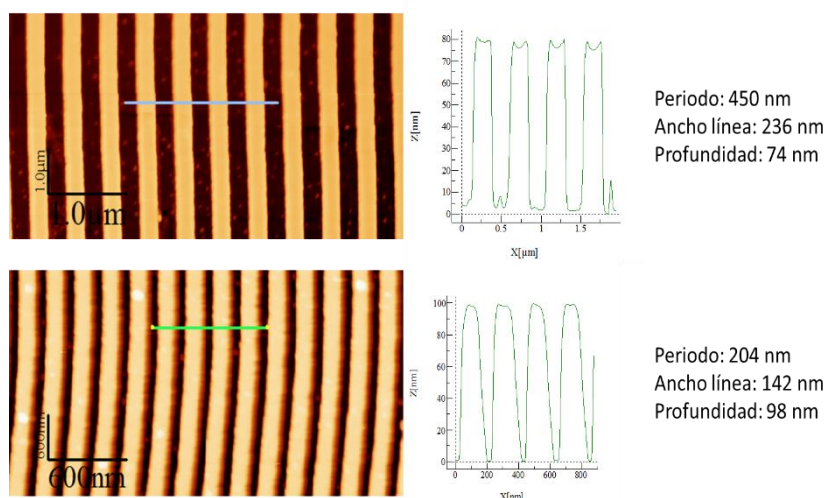 1.0µm
1.0µm
Z[nm]
80
70
60
50
40
30
20
10
0
0 0.5 1 1.5
X[µm]
Periodo: 450 nm
Ancho línea: 236 nm
Profundidad: 74 nm
600nm
600nm
Z[nm]
100
80
60
40
20
0
0 200 400 600 800
X[nm]
Periodo: 204 nm
Ancho línea: 142 nm
Profundidad: 98 nm